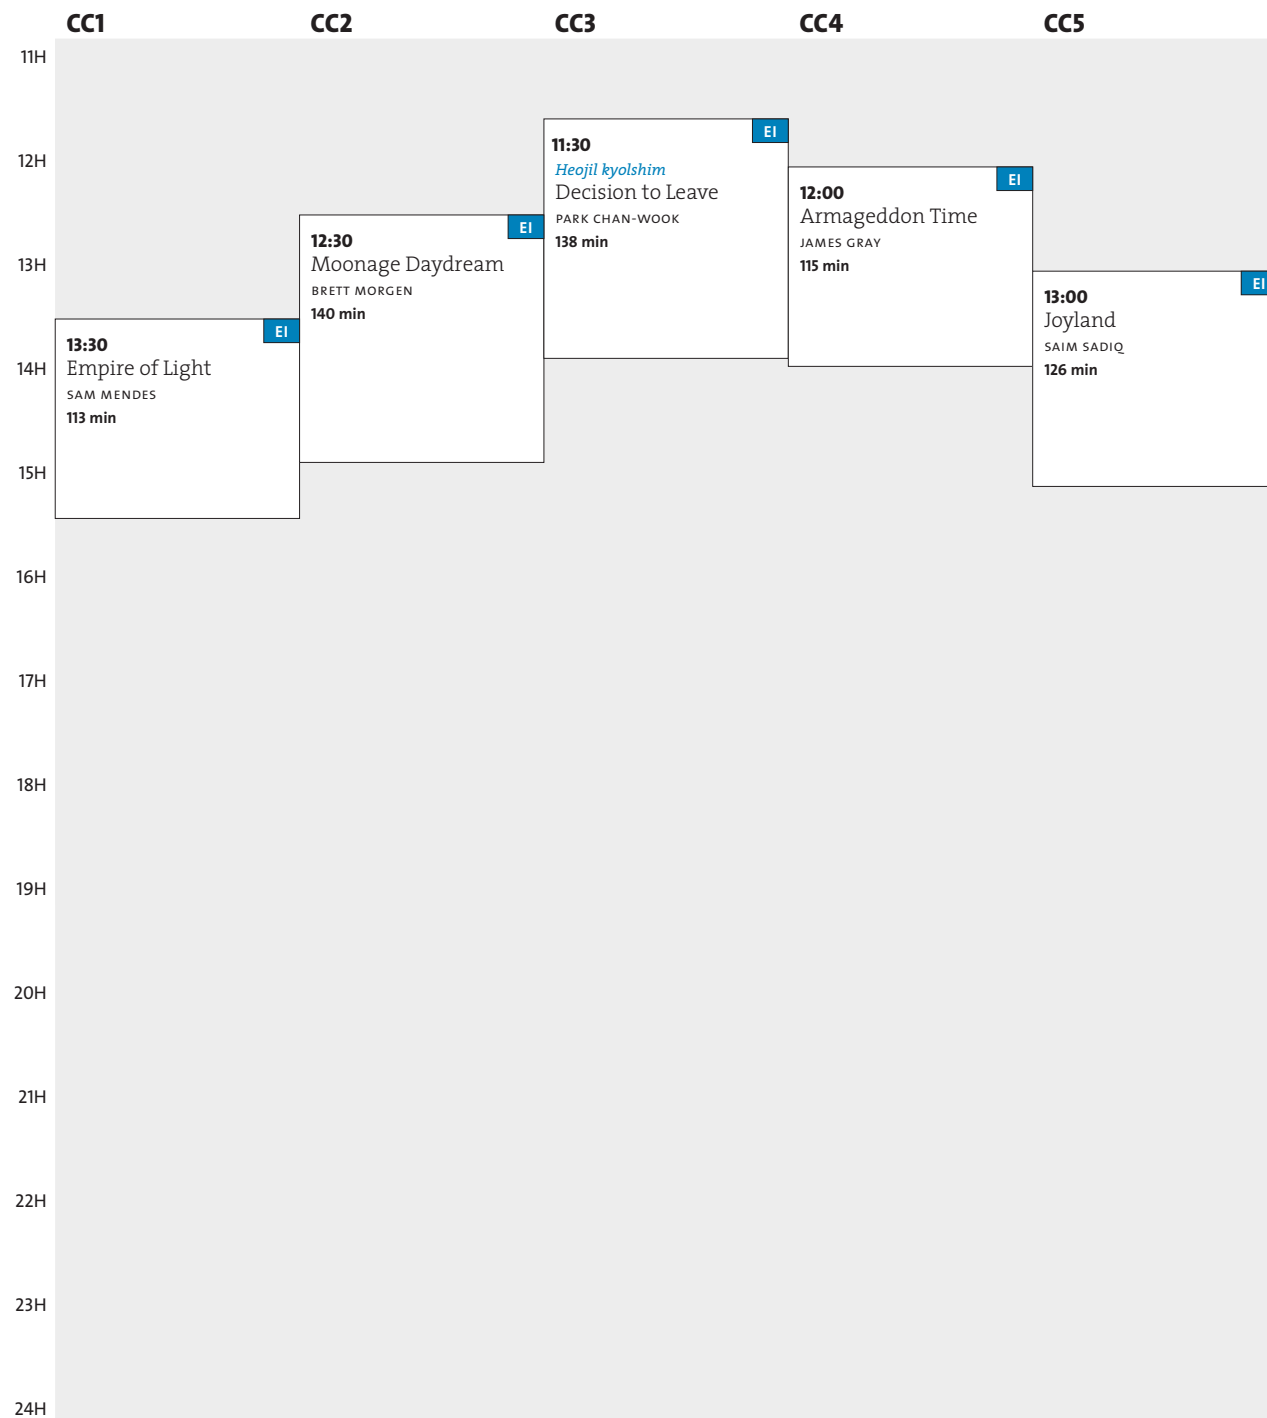 CC1 CC2 CC3 CC4 CC5
11H
12H
13H
14H
15H
16H
17H
18H
19H
20H
21H
22H
23H
24H
EI
13:30
Empire of Light
SAM MENDES
113 min
EI
12:30
Moonage Daydream
BRETT MORGEN
140 min
EI
11:30
Heojil kyolshim
Decision to Leave
PARK CHAN-WOOK
138 min
EI
12:00
Armageddon Time
JAMES GRAY
115 min
EI
13:00
Joyland
SAIM SADIQ
126 min